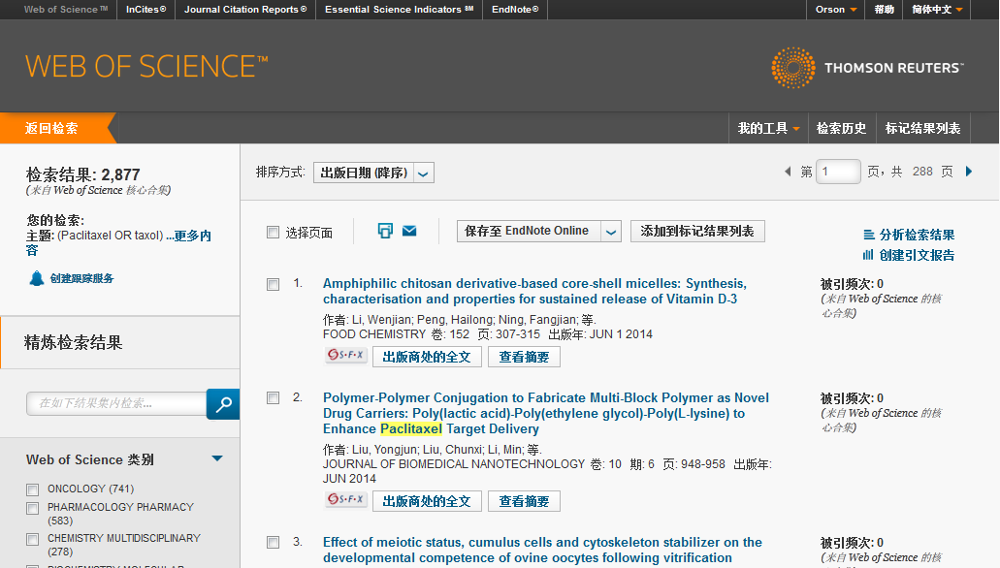 Web of Science™ InCites® Journal Citation Reports® Essential Science Indicators℠ EndNote® Orson 帮助 简体中文
WEB OF SCIENCE™
THOMSON REUTERS™
返回检索 我的工具 检索历史 标记结果列表
检索结果: 2,877
(来自 Web of Science 核心合集)
您的检索:
主题: (Paclitaxel OR taxol) ...更多内
容
创建跟踪服务
精炼检索结果
在如下结果集内检索...
Web of Science 类别
ONCOLOGY (741)
PHARMACOLOGY PHARMACY
(583)
CHEMISTRY MULTIDISCIPLINARY
(278)
BIOCHEMISTRY MOLECULAR
排序方式: 出版日期 (降序) 第 1 页，共 288 页
选择页面 保存至 EndNote Online 添加到标记结果列表
分析检索结果
创建引文报告
1. Amphiphilic chitosan derivative-based core-shell micelles: Synthesis,
characterisation and properties for sustained release of Vitamin D-3
作者: Li, Wenjian; Peng, Hailong; Ning, Fangjian; 等.
FOOD CHEMISTRY 卷: 152 页: 307-315 出版年: JUN 1 2014
S·F·X 出版商处的全文 查看摘要
被引频次: 0
(来自 Web of Science 的核
心合集)
2. Polymer-Polymer Conjugation to Fabricate Multi-Block Polymer as Novel
Drug Carriers: Poly(lactic acid)-Poly(ethylene glycol)-Poly(L-lysine) to
Enhance Paclitaxel Target Delivery
作者: Liu, Yongjun; Liu, Chunxi; Li, Min; 等.
JOURNAL OF BIOMEDICAL NANOTECHNOLOGY 卷: 10 期: 6 页: 948-958 出版年:
JUN 2014
S·F·X 出版商处的全文 查看摘要
被引频次: 0
(来自 Web of Science 的核
心合集)
3. Effect of meiotic status, cumulus cells and cytoskeleton stabilizer on the
developmental competence of ovine oocytes following vitrification
被引频次: 0
(来自 Web of Science 的核